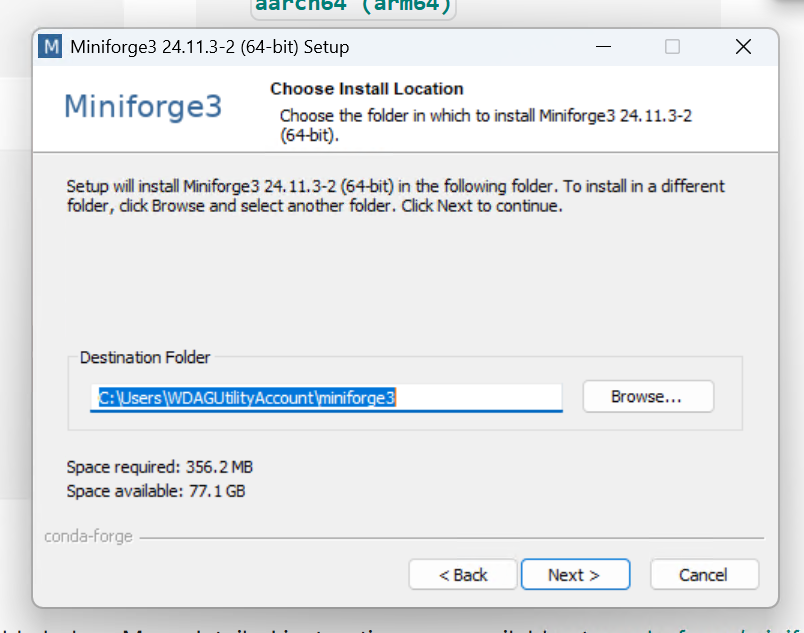 aarch64 (arm64)
Miniforge3 24.11.3-2 (64-bit) Setup
Miniforge3
Choose Install Location
Choose the folder in which to install Miniforge3 24.11.3-2
(64-bit).
Setup will install Miniforge3 24.11.3-2 (64-bit) in the following folder. To install in a different
folder, click Browse and select another folder. Click Next to continue.
Destination Folder
C:\Users\WDAGUtilityAccount\miniforge3
Browse...
Space required: 356.2 MB
Space available: 77.1 GB
conda-forge
< Back
Next >
Cancel